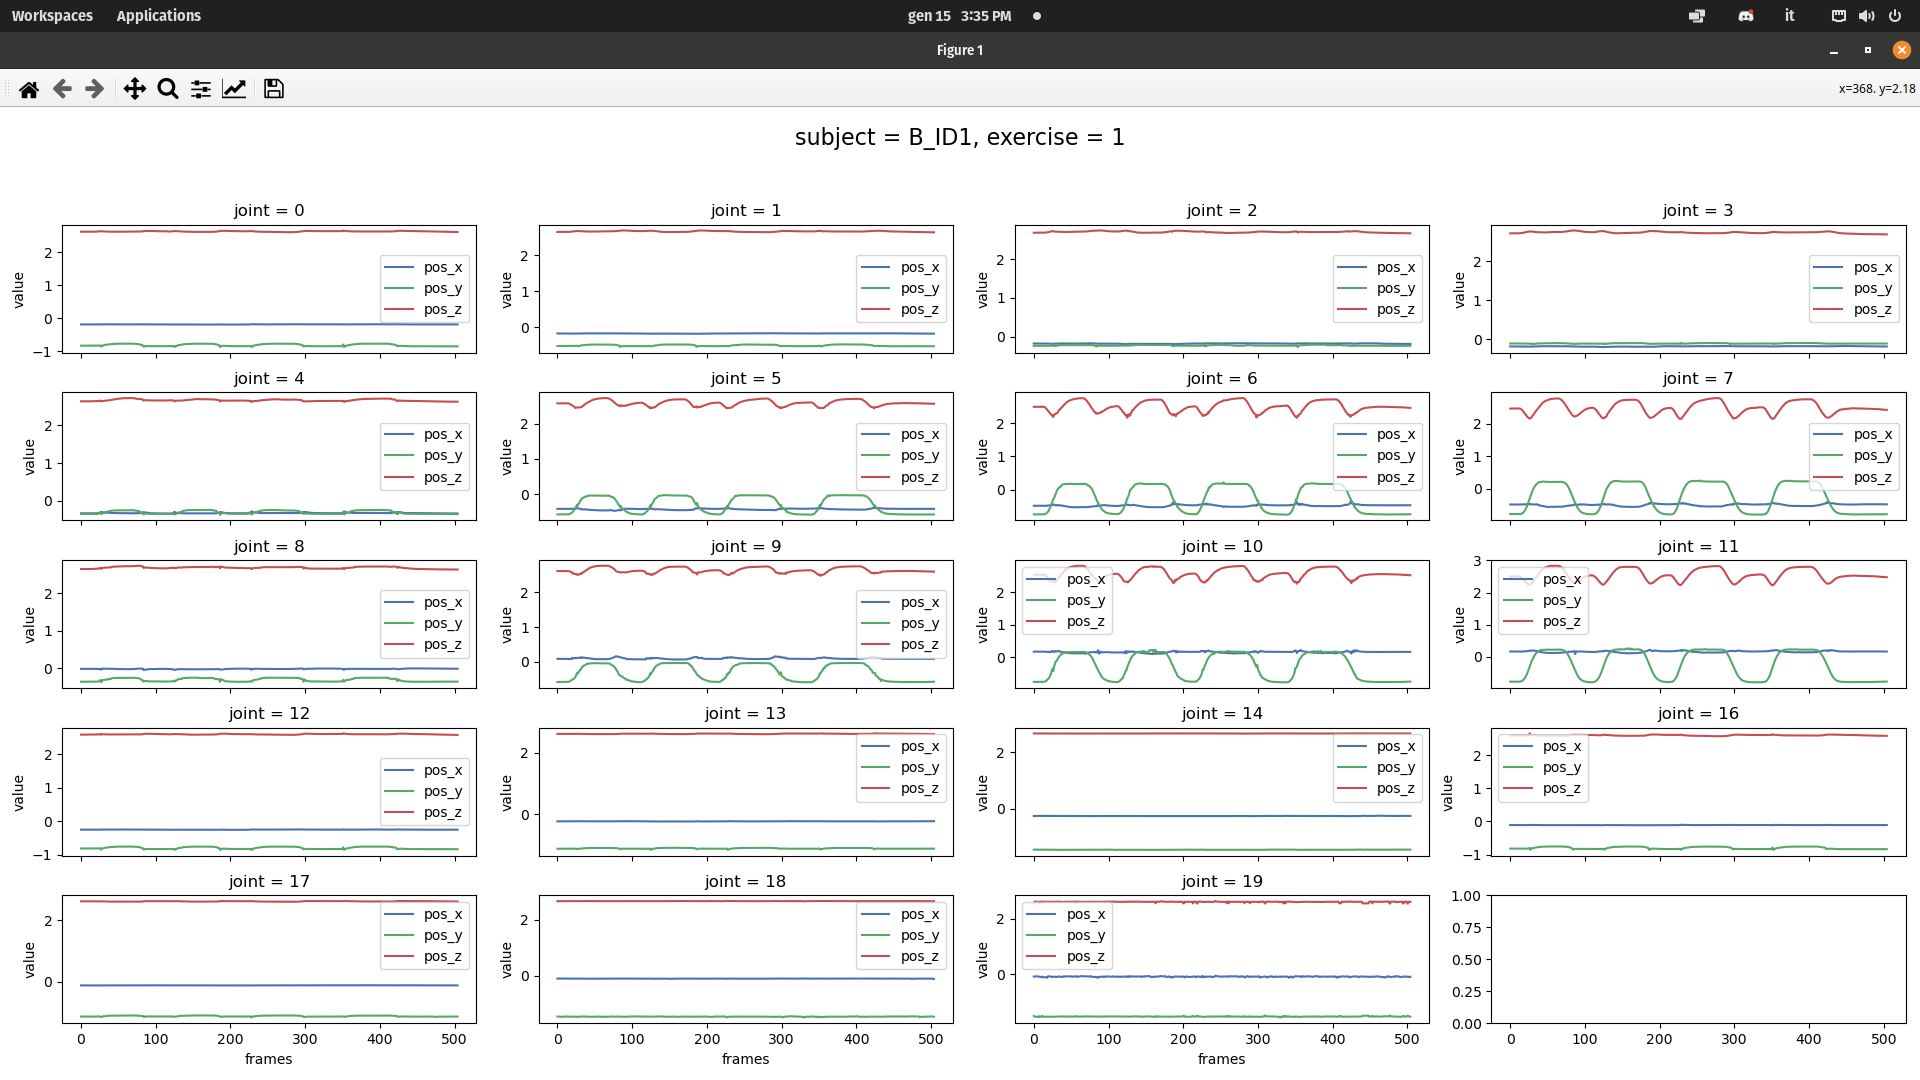 Workspaces Applications gen 15 3:35 PM it
Figure 1
x=368. y=2.18
subject = B_ID1, exercise = 1
joint = 0 joint = 1 joint = 2 joint = 3
value 2 1 0 −1 pos_x pos_y pos_z
value 2 1 0 pos_x pos_y pos_z
value 2 1 0 pos_x pos_y pos_z
value 2 1 0 pos_x pos_y pos_z
joint = 4 joint = 5 joint = 6 joint = 7
value 2 1 0 pos_x pos_y pos_z
value 2 1 0 pos_x pos_y pos_z
value 2 1 0 pos_x pos_y pos_z
value 2 1 0 pos_x pos_y pos_z
joint = 8 joint = 9 joint = 10 joint = 11
value 2 1 0 pos_x pos_y pos_z
value 2 1 0 pos_x pos_y pos_z
value 2 1 0 pos_x pos_y pos_z
value 3 2 1 0 pos_x pos_y pos_z
joint = 12 joint = 13 joint = 14 joint = 16
value 2 1 0 −1 pos_x pos_y pos_z
value 2 0 pos_x pos_y pos_z
value 2 0 pos_x pos_y pos_z
value 2 1 0 −1 pos_x pos_y pos_z
joint = 17 joint = 18 joint = 19
value 2 0 pos_x pos_y pos_z
value 2 0 pos_x pos_y pos_z
value 2 0 pos_x pos_y pos_z
1.00 0.75 0.50 0.25 0.00
0 100 200 300 400 500 0 100 200 300 400 500 0 100 200 300 400 500 0 100 200 300 400 500
frames frames frames